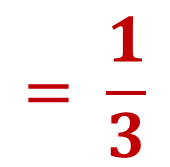 = 1/3